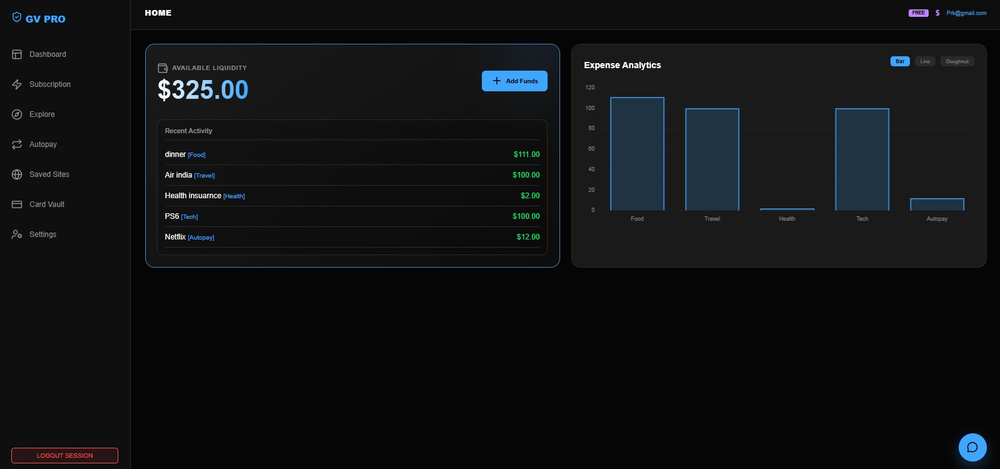 GV PRO
Dashboard
Subscription
Explore
Autopay
Saved Sites
Card Vault
Settings
LOGOUT SESSION
HOME
FREE $ Prk@gmail.com
AVAILABLE LIQUIDITY
$325.00
Add Funds
Recent Activity
dinner [Food] $111.00
Air india [Travel] $100.00
Health insuarnce [Health] $2.00
PS6 [Tech] $100.00
Netflix [Autopay] $12.00
Expense Analytics
Bar Line Doughnut
120
100
80
60
40
20
0
Food Travel Health Tech Autopay